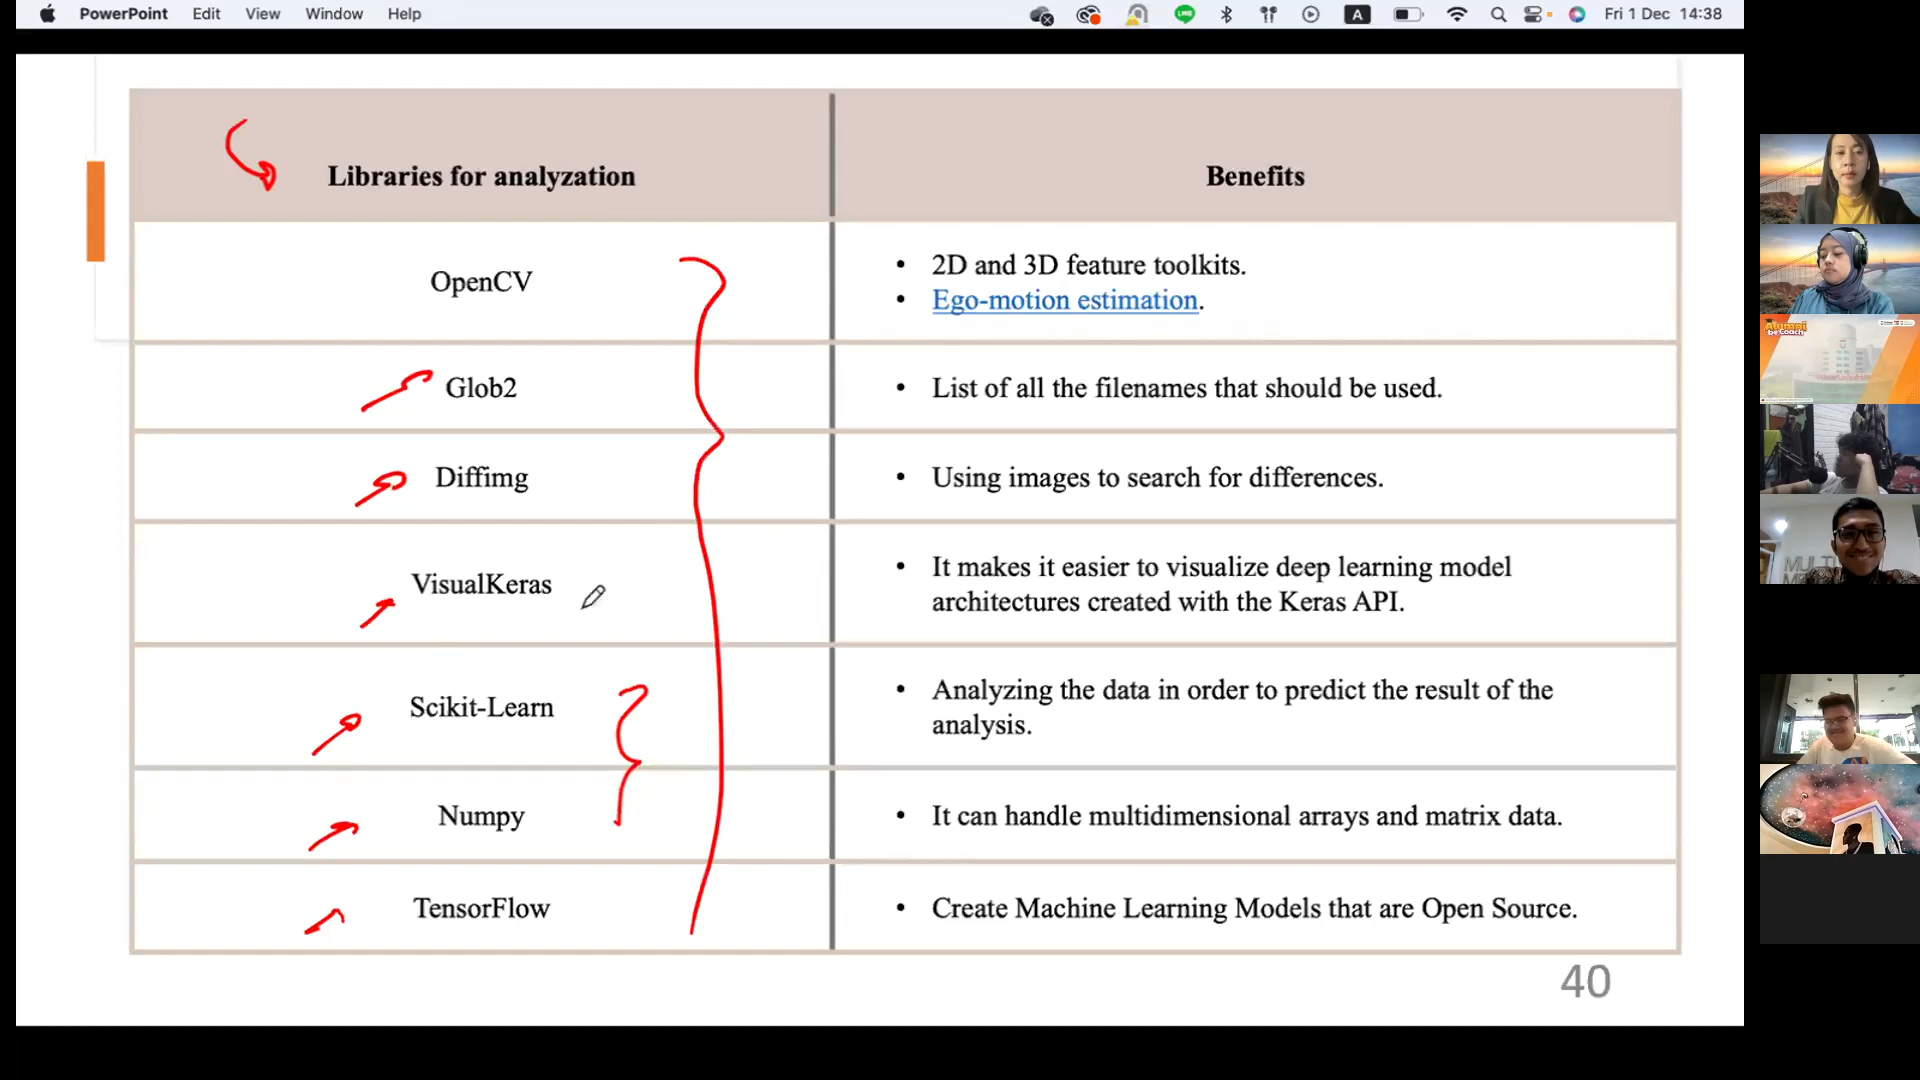 PowerPoint Edit View Window Help
A
Fri 1 Dec 14:38
Libraries for analyzation
Benefits
OpenCV
• 2D and 3D feature toolkits.
• Ego-motion estimation.
Glob2
• List of all the filenames that should be used.
Diffimg
• Using images to search for differences.
VisualKeras
• It makes it easier to visualize deep learning model
architectures created with the Keras API.
Scikit-Learn
• Analyzing the data in order to predict the result of the
analysis.
Numpy
• It can handle multidimensional arrays and matrix data.
TensorFlow
• Create Machine Learning Models that are Open Source.
40
Alumni
be Coach